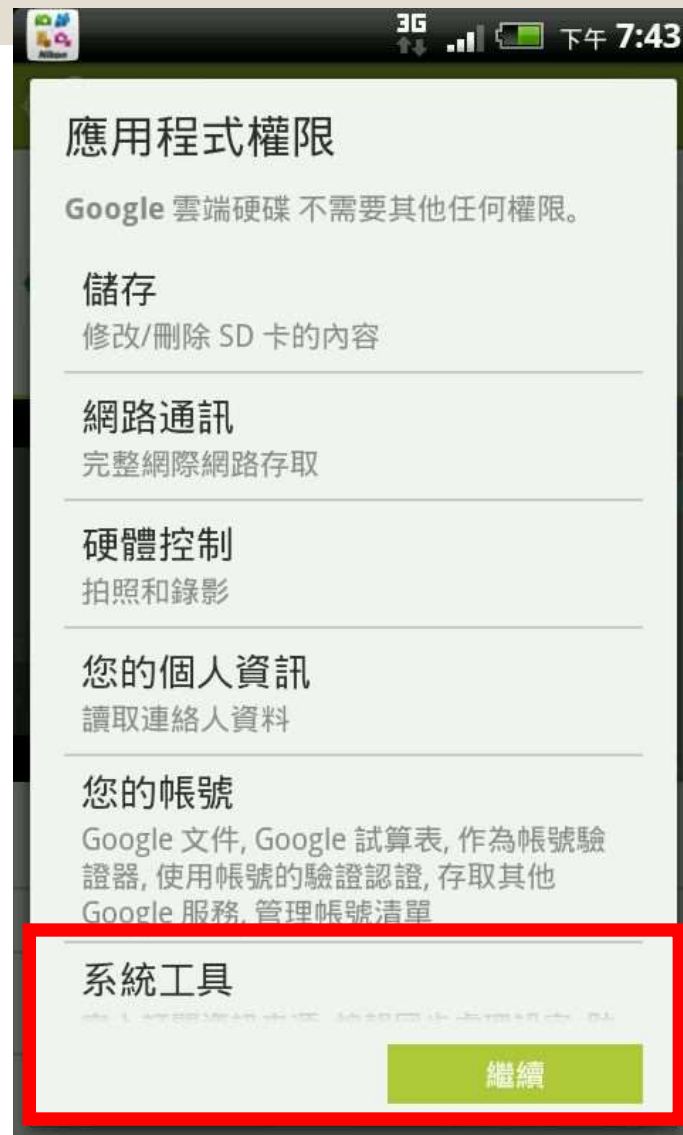 Nikon
3G
下午 7:43
應用程式權限
Google 雲端硬碟 不需要其他任何權限。
儲存
修改/刪除 SD 卡的內容
網路通訊
完整網際網路存取
硬體控制
拍照和錄影
您的個人資訊
讀取連絡人資料
您的帳號
Google 文件, Google 試算表, 作為帳號驗
證器, 使用帳號的驗證認證, 存取其他
Google 服務, 管理帳號清單
系統工具
繼續